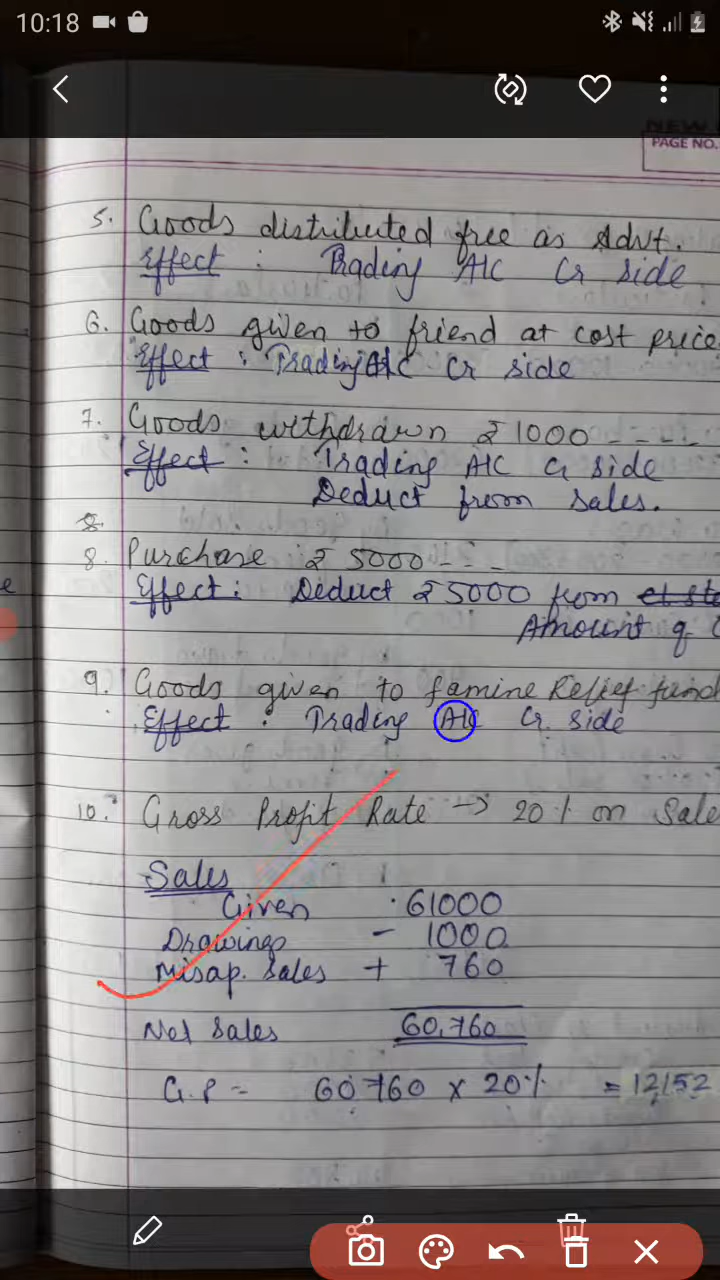 10:18
NEW
PAGE NO.
5. Goods distributed free as Advt.
Effect : Trading A/C Cr side
6. Goods given to friend at cost price
Effect : Trading A/C Cr side
7. Goods withdrawn ₹ 1000 ----
Effect : Trading A/C Cr side
Deduct from sales.
8.
8. Purchase ₹ 5000 ---
Effect : Deduct ₹ 5000 from
Amount of
9. Goods given to famine Relief fund
Effect : Trading A/C Cr. side
10. Gross Profit Rate → 20% on Sale
Sales
Given 61000
Drawings - 1000
Misap. Sales + 760
Net Sales 60,760
G.P = 60760 x 20% = 12152